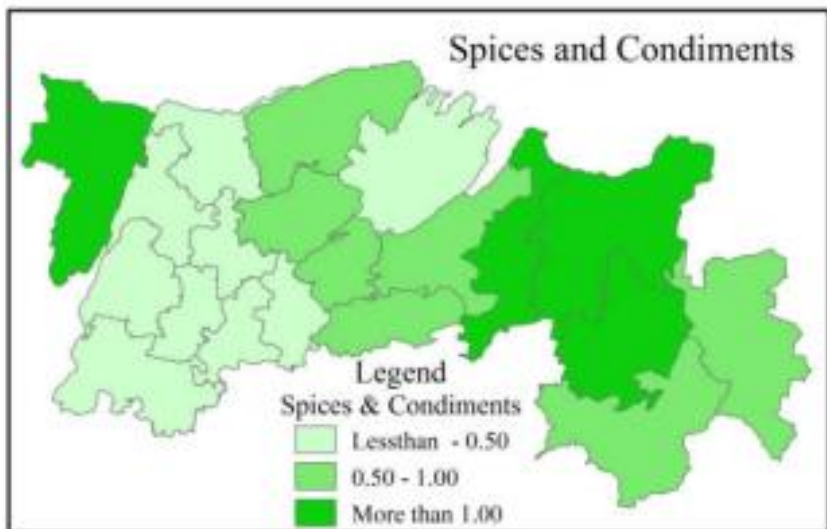 Spices and Condiments
Legend
Spices & Condiments
Lessthan - 0.50
0.50 - 1.00
More than 1.00